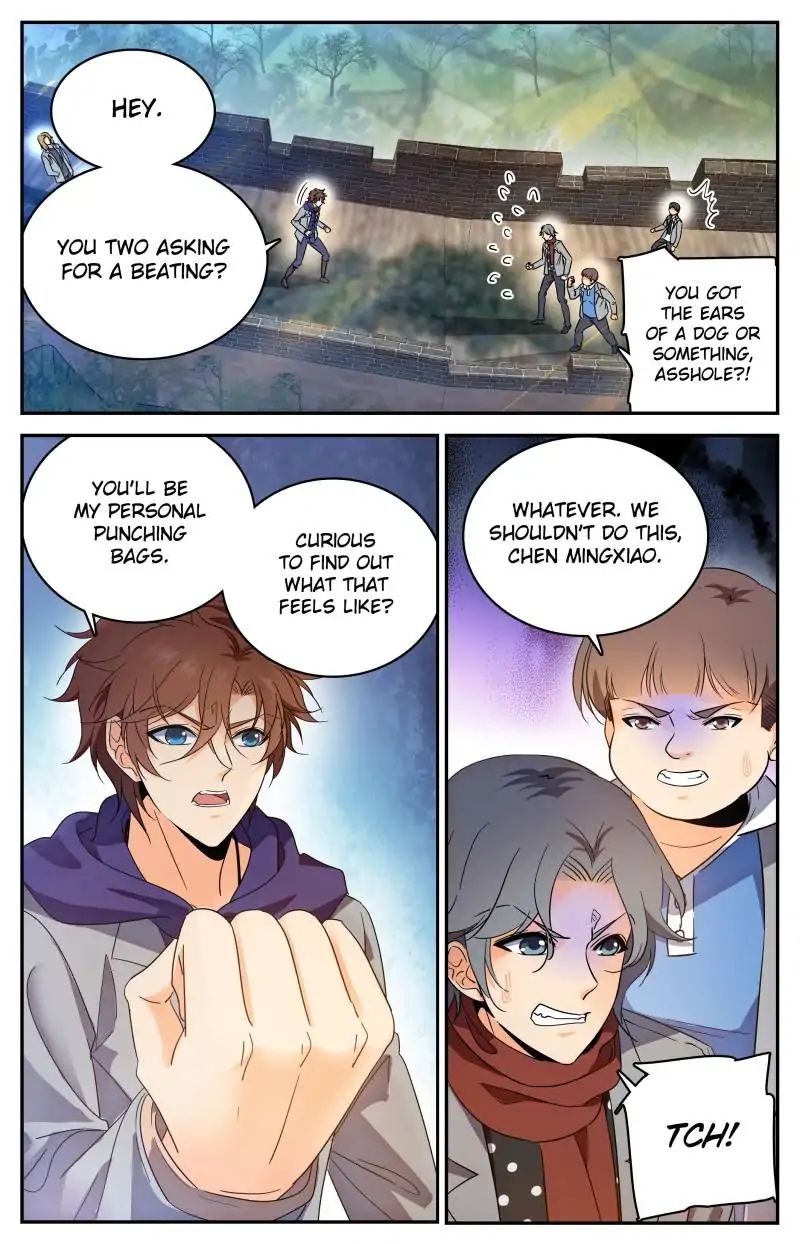 HEY.
YOU TWO ASKING
FOR A BEATING?
YOU GOT
THE EARS
OF A DOG OR
SOMETHING,
ASSHOLE?!
YOU'LL BE
MY PERSONAL
PUNCHING
BAGS.
CURIOUS
TO FIND OUT
WHAT THAT
FEELS LIKE?
WHATEVER. WE
SHOULDN'T DO THIS,
CHEN MINGXIAO.
TCH!